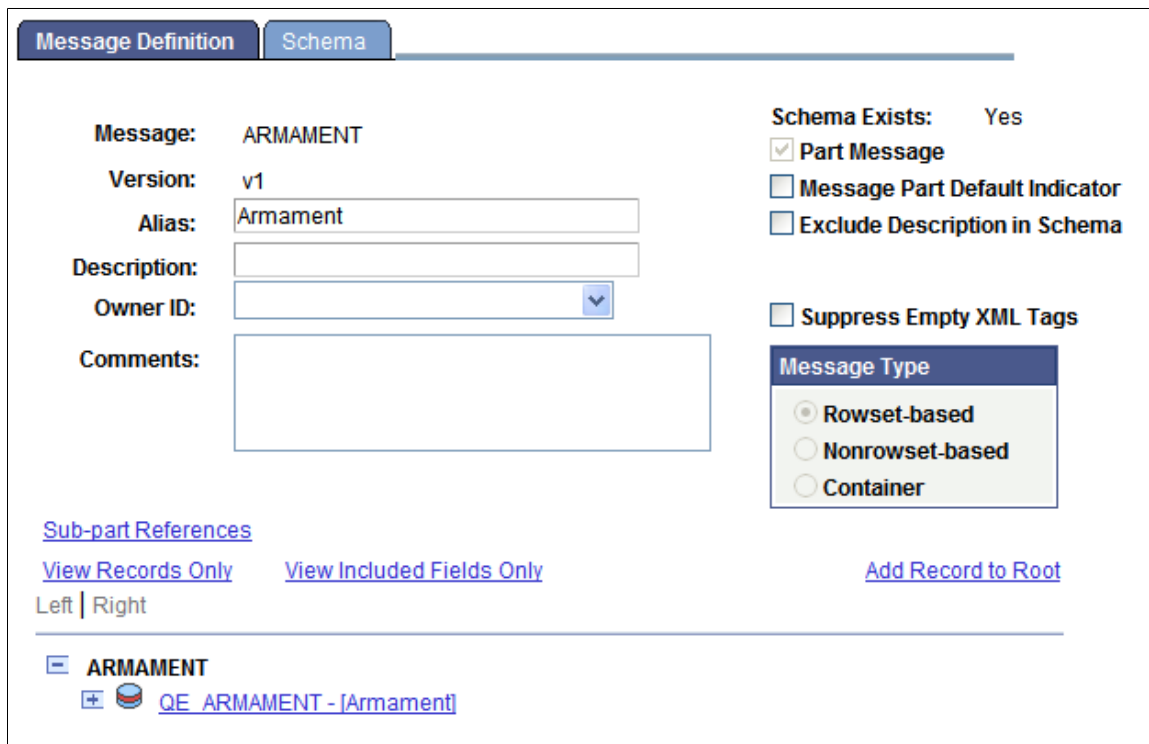 Message Definition Schema
Message: ARMAMENT
Version: v1
Alias: Armament
Description:
Owner ID:
Comments:
Schema Exists: Yes
Part Message
Message Part Default Indicator
Exclude Description in Schema
Suppress Empty XML Tags
Message Type
Rowset-based
Nonrowset-based
Container
Sub-part References
View Records Only View Included Fields Only Add Record to Root
Left | Right
ARMAMENT
QE_ARMAMENT - [Armament]